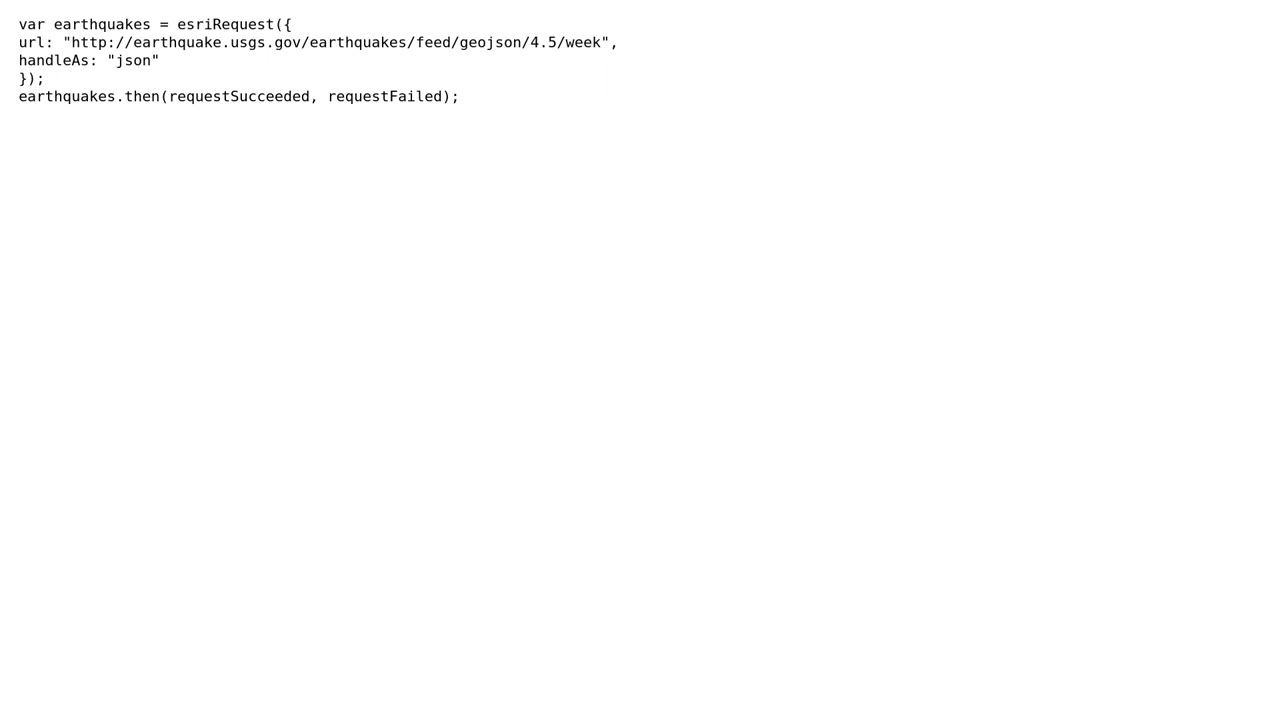 var earthquakes = esriRequest({
url: "http://earthquake.usgs.gov/earthquakes/feed/geojson/4.5/week",
handleAs: "json"
});
earthquakes.then(requestSucceeded, requestFailed);